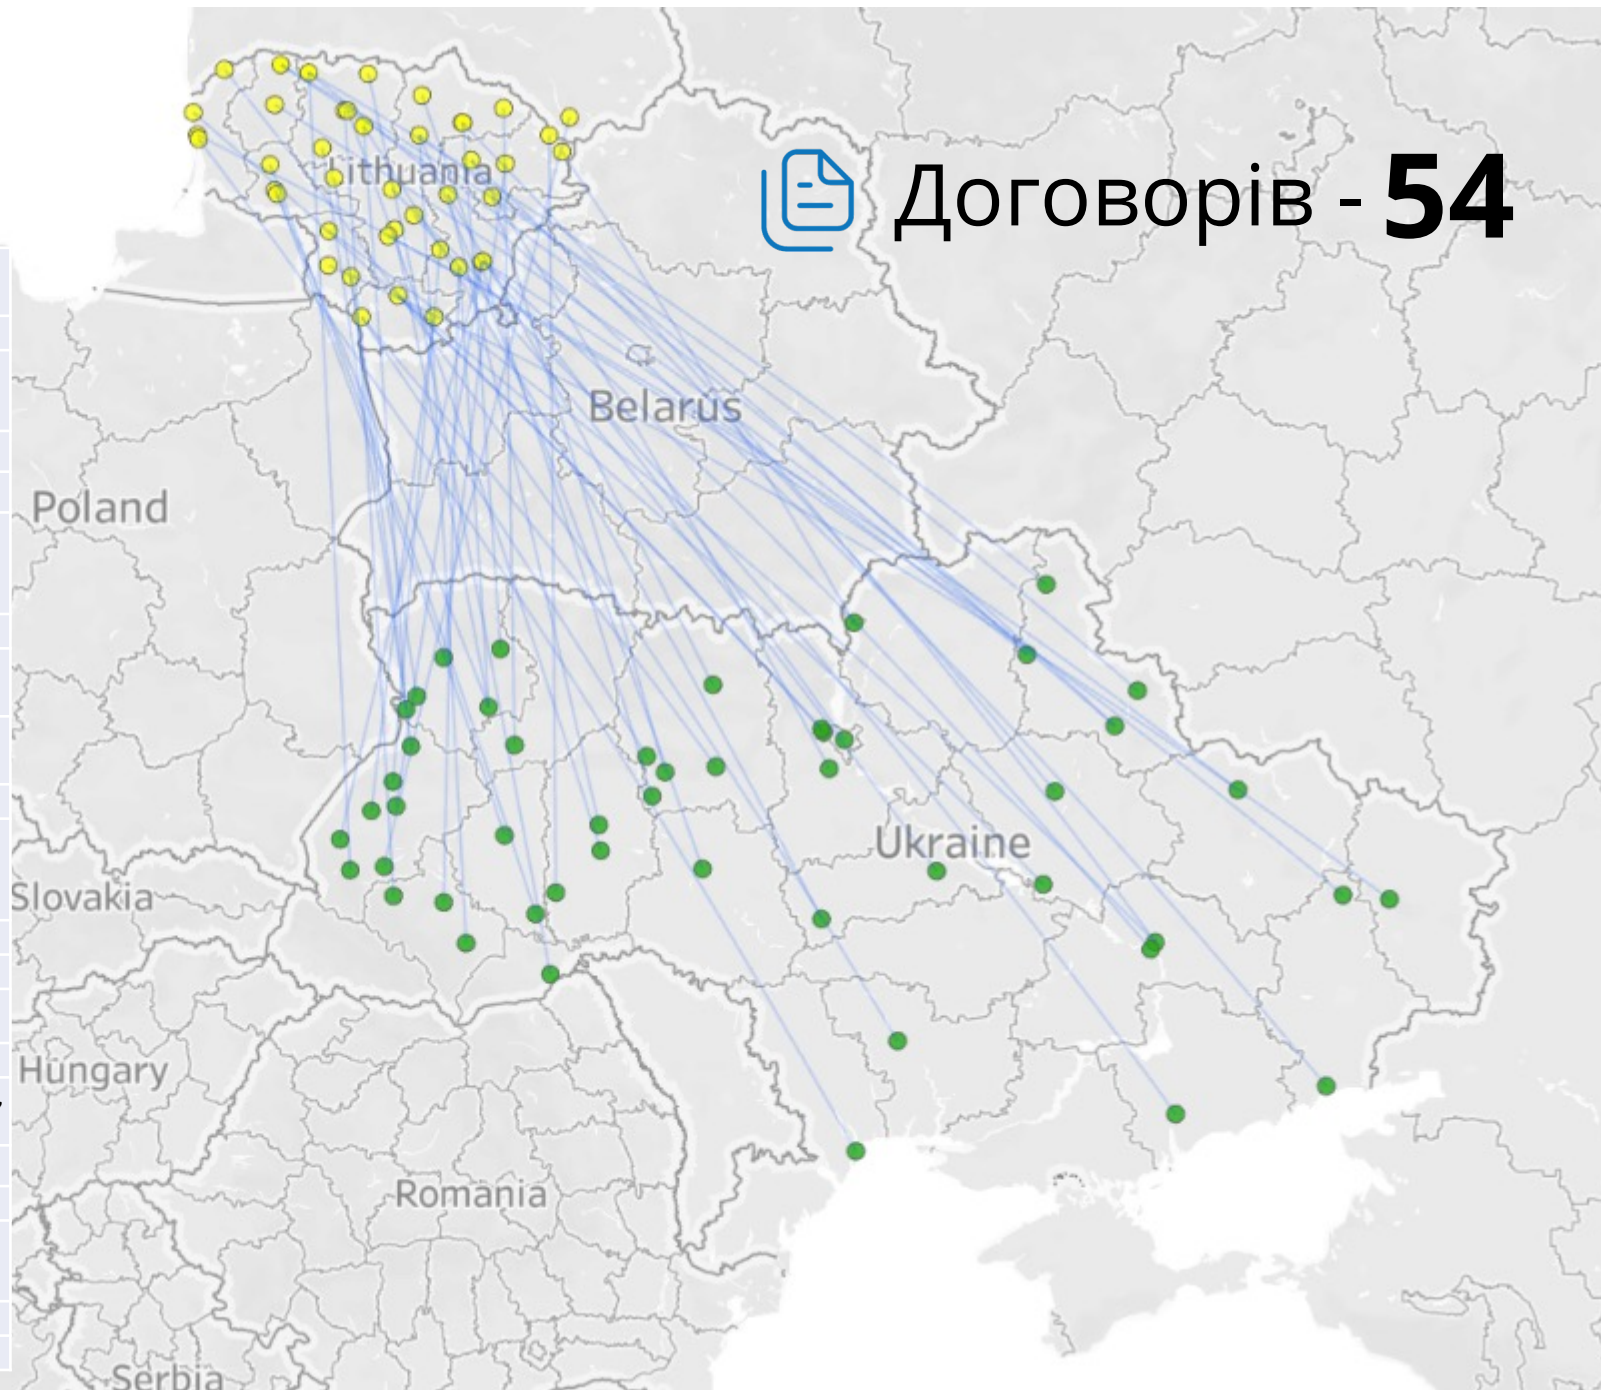 Lithuania
Договорів - 54
Belarus
Poland
Ukraine
Slovakia
Hungary
Romania
Serbia